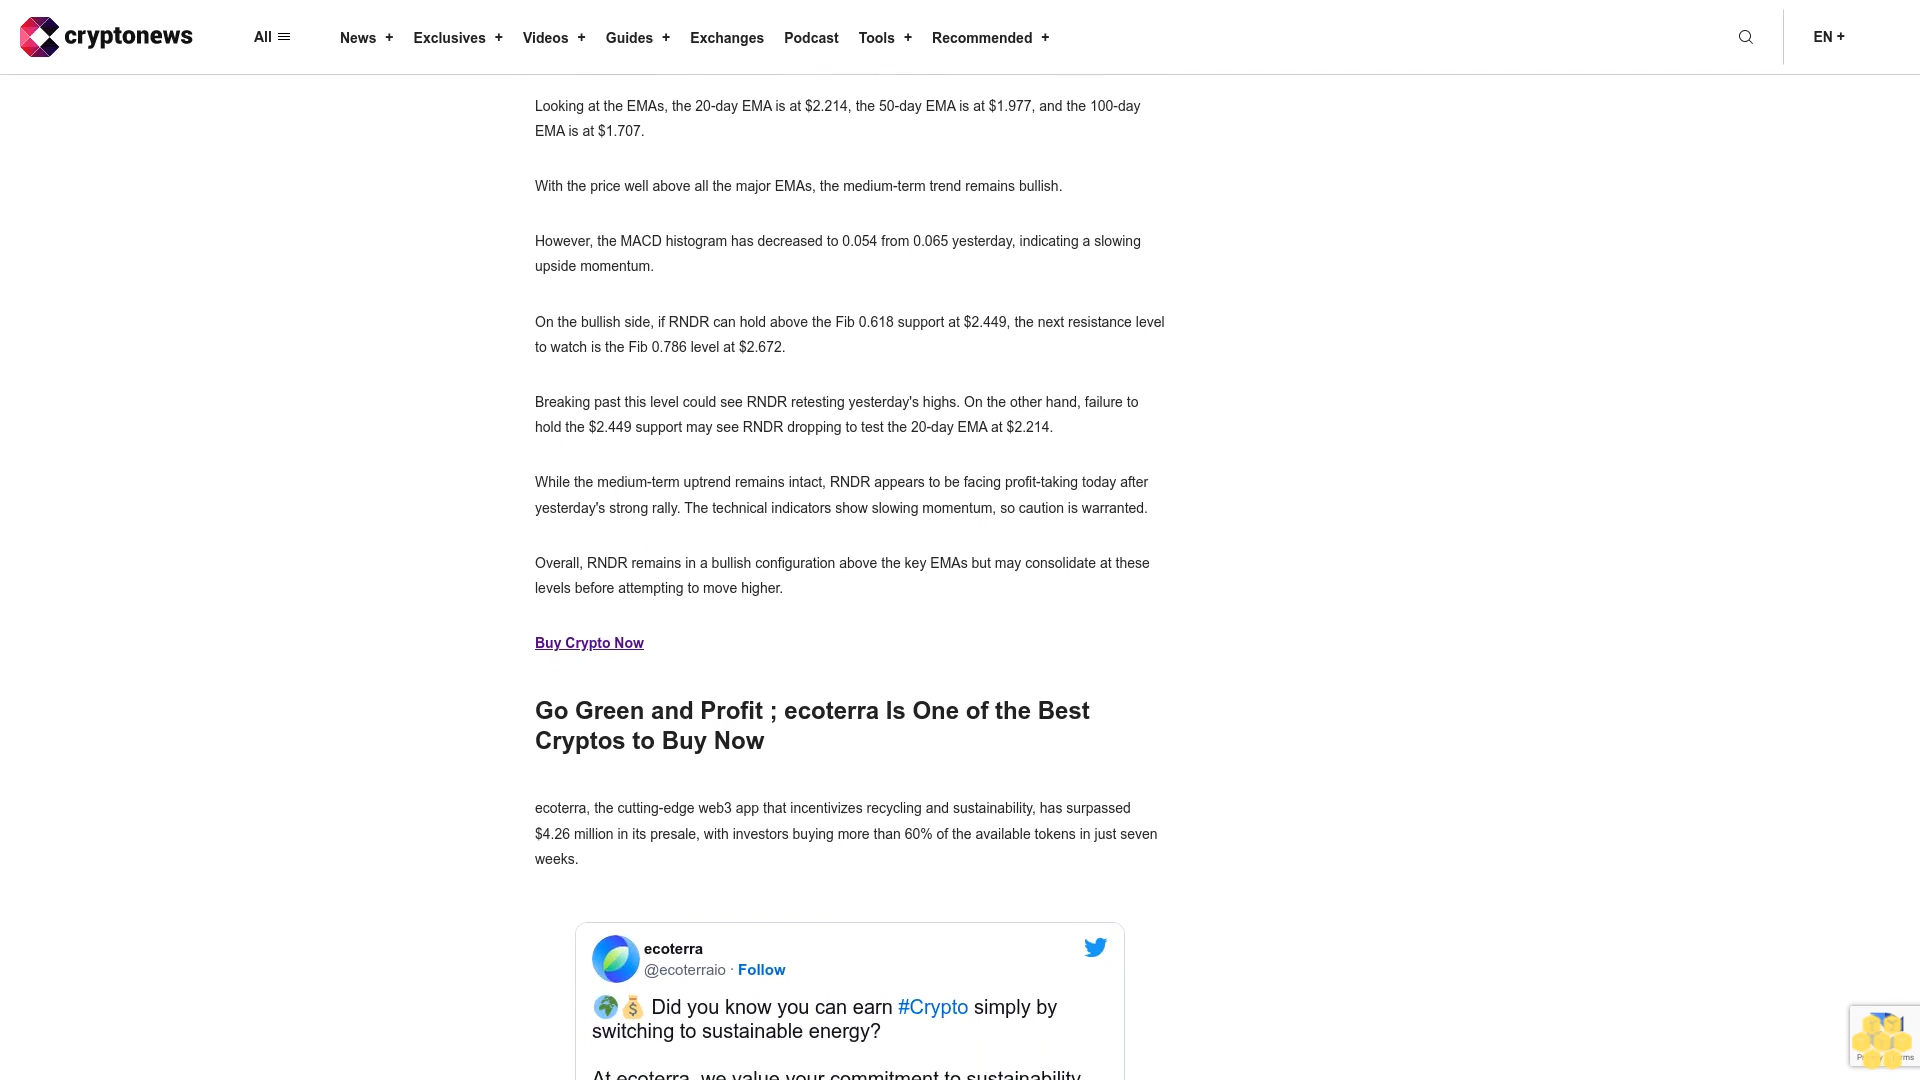 cryptonews
All
News +
Exclusives +
Videos +
Guides +
Exchanges
Podcast
Tools +
Recommended +
EN +
Looking at the EMAs, the 20-day EMA is at $2.214, the 50-day EMA is at $1.977, and the 100-day
EMA is at $1.707.
With the price well above all the major EMAs, the medium-term trend remains bullish.
However, the MACD histogram has decreased to 0.054 from 0.065 yesterday, indicating a slowing
upside momentum.
On the bullish side, if RNDR can hold above the Fib 0.618 support at $2.449, the next resistance level
to watch is the Fib 0.786 level at $2.672.
Breaking past this level could see RNDR retesting yesterday's highs. On the other hand, failure to
hold the $2.449 support may see RNDR dropping to test the 20-day EMA at $2.214.
While the medium-term uptrend remains intact, RNDR appears to be facing profit-taking today after
yesterday's strong rally. The technical indicators show slowing momentum, so caution is warranted.
Overall, RNDR remains in a bullish configuration above the key EMAs but may consolidate at these
levels before attempting to move higher.
Buy Crypto Now
Go Green and Profit ; ecoterra Is One of the Best
Cryptos to Buy Now
ecoterra, the cutting-edge web3 app that incentivizes recycling and sustainability, has surpassed
$4.26 million in its presale, with investors buying more than 60% of the available tokens in just seven
weeks.
ecoterra
@ecoterraio · Follow
🌍💰 Did you know you can earn #Crypto simply by
switching to sustainable energy?
At ecoterra, we value your commitment to sustainability